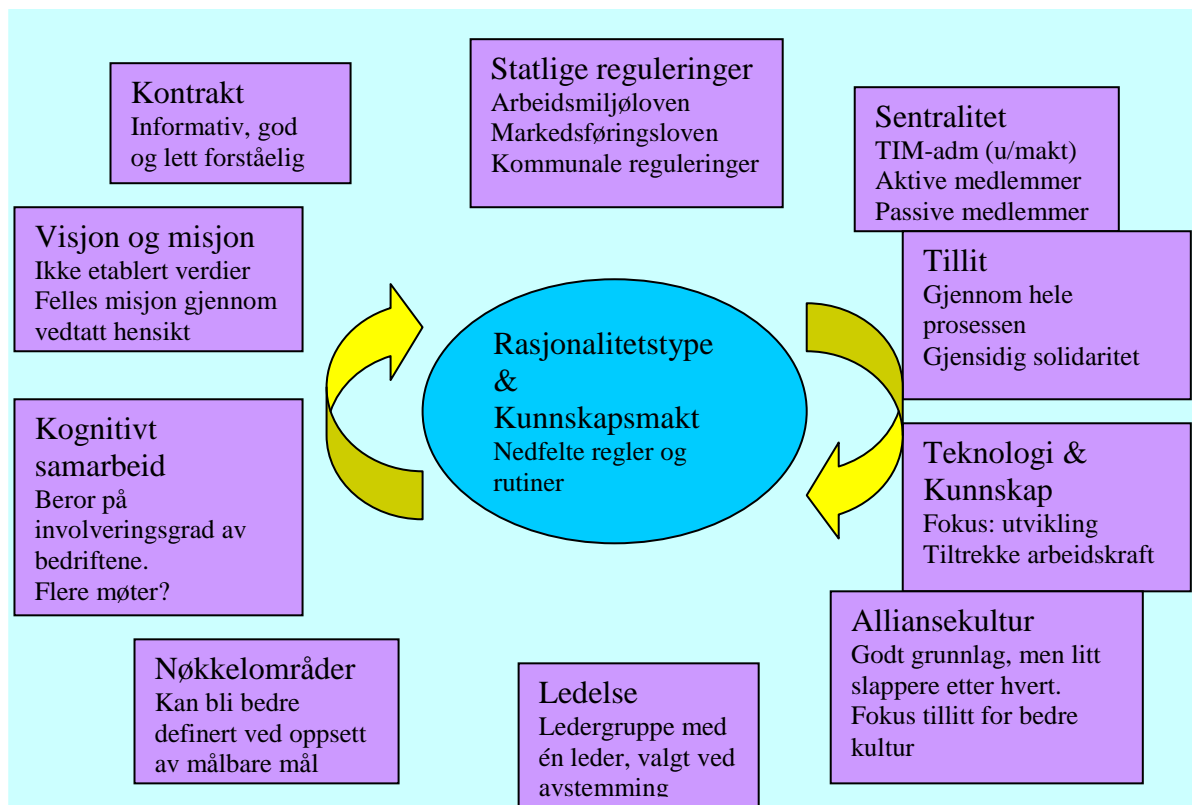 Kontrakt
Informativ, god
og lett forståelig
Statlige reguleringer
Arbeidsmiljøloven
Markedsføringsloven
Kommunale reguleringer
Sentralitet
TIM-adm (u/makt)
Aktive medlemmer
Passive medlemmer
Visjon og misjon
Ikke etablert verdier
Felles misjon gjennom
vedtatt hensikt
Tillit
Gjennom hele
prosessen
Gjensidig solidaritet
Rasjonalitetstype
&
Kunnskapsmakt
Nedfelte regler og
rutiner
Kognitivt
samarbeid
Beror på
involveringsgrad av
bedriftene.
Flere møter?
Teknologi &
Kunnskap
Fokus: utvikling
Tiltrekke arbeidskraft
Alliansekultur
Godt grunnlag, men litt
slappere etter hvert.
Fokus tillitt for bedre
kultur
Nøkkelområder
Kan bli bedre
definert ved oppsett
av målbare mål
Ledelse
Ledergruppe med
én leder, valgt ved
avstemming